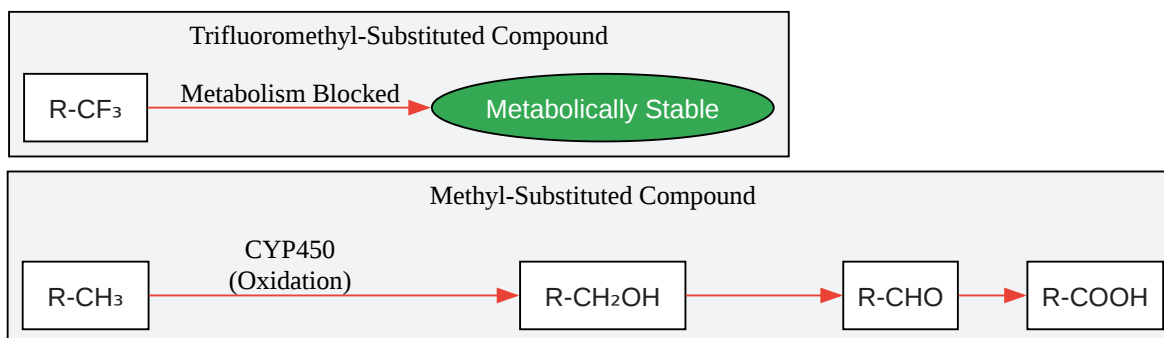 Trifluoromethyl-Substituted Compound
R-CF₃
Metabolism Blocked
Metabolically Stable
Methyl-Substituted Compound
R-CH₃
CYP450
(Oxidation)
R-CH₂OH
R-CHO
R-COOH